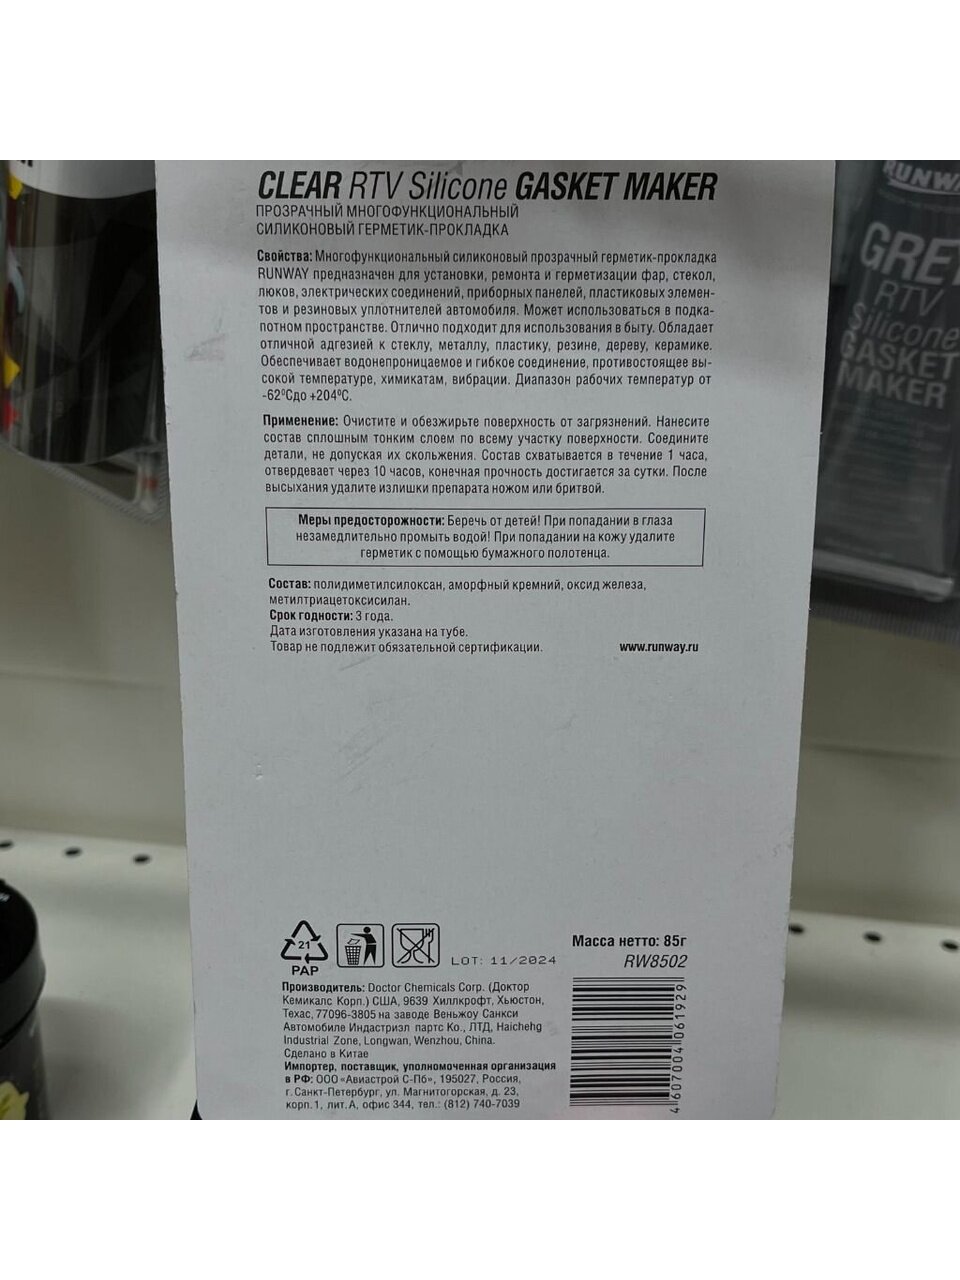 CLEAR RTV Silicone GASKET MAKER
ПРОЗРАЧНЫЙ МНОГОФУНКЦИОНАЛЬНЫЙ
СИЛИКОНОВЫЙ ГЕРМЕТИК-ПРОКЛАДКА
Свойства: Многофункциональный силиконовый прозрачный герметик-прокладка
RUNWAY предназначен для установки, ремонта и герметизации фар, стекол,
люков, электрических соединений, приборных панелей, пластиковых элемен-
тов и резиновых уплотнителей автомобиля. Может использоваться в подка-
потном пространстве. Отлично подходит для использования в быту. Обладает
отличной адгезией к стеклу, металлу, пластику, резине, дереву, керамике.
Обеспечивает водонепроницаемое и гибкое соединение, противостоящее вы-
сокой температуре, химикатам, вибрации. Диапазон рабочих температур от
-62⁰Сдо +204⁰С.
Применение: Очистите и обезжирьте поверхность от загрязнений. Нанесите
состав сплошным тонким слоем по всему участку поверхности. Соедините
детали, не допуская их скольжения. Состав схватывается в течение 1 часа,
отвердевает через 10 часов, конечная прочность достигается за сутки. После
высыхания удалите излишки препарата ножом или бритвой.
Меры предосторожности: Беречь от детей! При попадании в глаза
незамедлительно промыть водой! При попадании на кожу удалите
герметик с помощью бумажного полотенца.
Состав: полидиметилсилоксан, аморфный кремний, оксид железа,
метилтриацетоксисилан.
Срок годности: 3 года.
Дата изготовления указана на тубе.
Товар не подлежит обязательной сертификации.
www.runway.ru
21
PAP
LOT: 11/2024
Масса нетто: 85г
RW8502
Производитель: Doctor Chemicals Corp. (Доктор
Кемикалс Корп.) США, 9639 Хиллкрофт, Хьюстон,
Техас, 77096-3805 на заводе Веньжоу Санкси
Автомобиле Индастриэл партс Ко., ЛТД, Haichehg
Industrial Zone, Longwan, Wenzhou, China.
Сделано в Китае
Импортер, поставщик, уполномоченная организация
в РФ: ООО «Авиастрой С-Пб», 195027, Россия,
г. Санкт-Петербург, ул. Магнитогорская, д. 23,
корп. 1, лит.А, офис 344, тел.: (812) 740-7039
4 607004 061929
GREY
RTV
Silicone
GASKET
MAKER